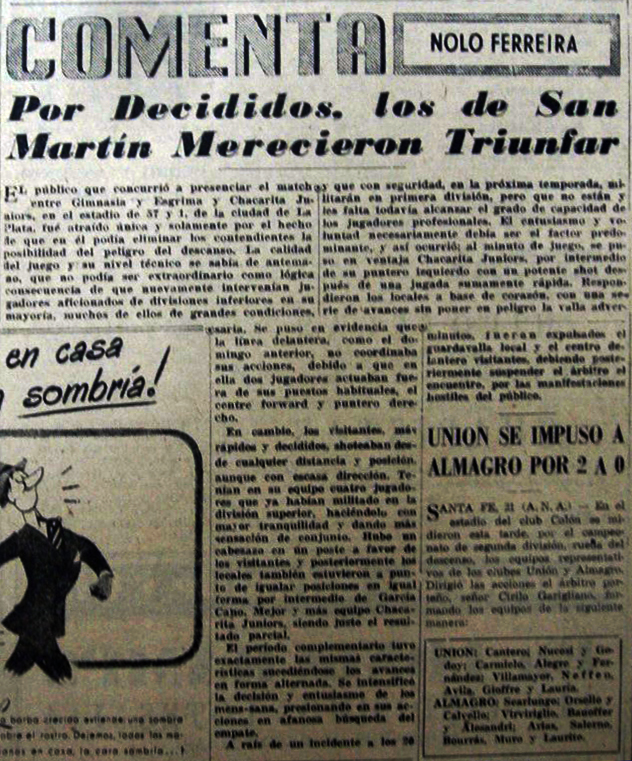 COMENTA
NOLO FERREIRA
Por Decididos, los de San
Martín Merecieron Triunfar
EL público que concurrió a presenciar el match
entre Gimnasia y Esgrima y Chacarita Ju-
niors, en el estadio de 57 y 1, de la ciudad de La
Plata, fué atraído única y solamente por el hecho
de que en él podía eliminar los contendientes la
posibilidad del peligro del descenso. La calidad
del juego y su nivel técnico se sabía de antema-
no, que no podía ser extraordinario como lógica
consecuencia de que nuevamente intervenían ju-
gadores aficionados de divisiones inferiores en su
mayoría, muchos de ellos de grandes condiciones,
y que con seguridad, en la próxima temporada, mi-
litarán en primera división, pero que no están y
les falta todavía alcanzar el grado de capacidad de
los jugadores profesionales. El entusiasmo y vo-
luntad necesariamente debía ser el factor predo-
minante, y así ocurrió; al minuto de juego, se pu-
so en ventaja Chacarita Juniors, por intermedio
de su puntero izquierdo con un potente shot des-
pués de una jugada sumamente rápida. Respon-
dieron los locales a base de corazón, con una se-
rie de avances sin poner en peligro la valla adver-
saria. Se puso en evidencia que
la línea delantera, como el do-
mingo anterior, no coordinaba
sus acciones, debido a que en
ella dos jugadores actuaban fue-
ra de sus puestos habituales, el
centre forward y puntero dere-
cho.
En cambio, los visitantes, más
rápidos y decididos, shoteaban des-
de cualquier distancia y posición,
aunque con escasa dirección. Te-
nían en su equipo cuatro jugado-
res que ya habían militado en la
división superior, haciéndolo con
mayor tranquilidad y dando más
sensación de conjunto. Hubo un
cabezazo en un poste a favor de
los visitantes y posteriormente los
locales también estuvieron a pun-
to de igualar posiciones en igual
forma por intermedio de García
Cano. Mejor y más equipo Chaca-
rita Juniors, siendo justo el resul-
tado parcial.
El período complementario tuvo
exactamente las mismas caracte-
rísticas sucediéndose los avances
en forma alternada. Se intensificó
la decisión y entusiasmo de los
mens-sana, presionando en sus ac-
ciones en afanosa búsqueda del
empate.
A raíz de un incidente a los 20
minutos, fueron expulsados el
guardavalla local y el centro de-
lantero visitantes, debiendo poste-
riormente suspender el árbitro el
encuentro, por las manifestaciones
hostiles del público.
UNION SE IMPUSO A
ALMAGRO POR 2 A 0
SANTA FE, 21 (A.N.A.) — En el
estadio del club Colón se mi-
dieron esta tarde, por el campeo-
nato de segunda división, rueda del
descenso, los equipos representati-
vos de los clubes Unión y Almagro.
Dirigió las acciones el árbitro por-
teño, señor Cirilo Garigliano, for-
mando los equipos de la siguiente
manera:
UNION: Cantero; Nucosi y Go-
doy; Carmielo, Alegre y Fer-
nández; Villamayor, Neffen,
Avila, Gioffre y Lauría.
ALMAGRO: Scarlungo; Orsollo y
Calvello; Virviriglio, Banoffer
y Alesandri; Arias, Salerno,
Bourrás, Muro y Laurito.
en casa
sombría!
barba crecida extiende una sombra
sobre el rostro. Dejemos, todas las ma-
en casa, la cara sombría...!